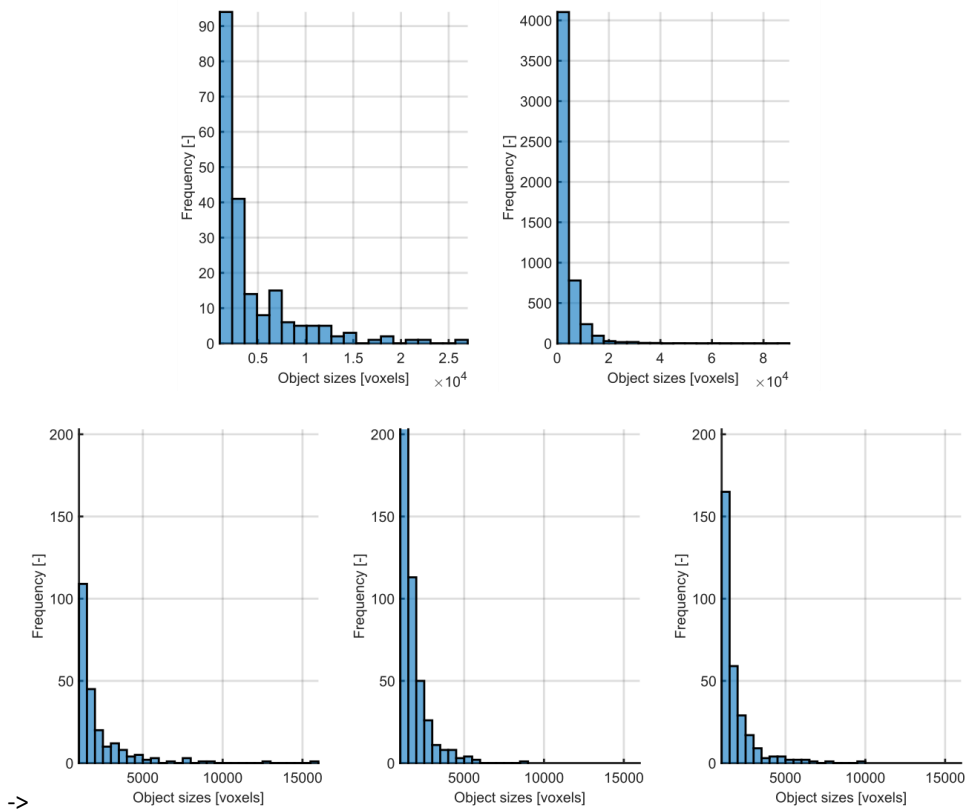 90
80
70
60
50
40
30
20
10
0
Frequency [-]
0.5 1 1.5 2 2.5
Object sizes [voxels] ×10⁴
4000
3500
3000
2500
2000
1500
1000
500
0
Frequency [-]
0 2 4 6 8
Object sizes [voxels] ×10⁴
200
150
100
50
0
Frequency [-]
5000 10000 15000
Object sizes [voxels]
200
150
100
50
0
Frequency [-]
5000 10000 15000
Object sizes [voxels]
200
150
100
50
0
Frequency [-]
5000 10000 15000
Object sizes [voxels]
->